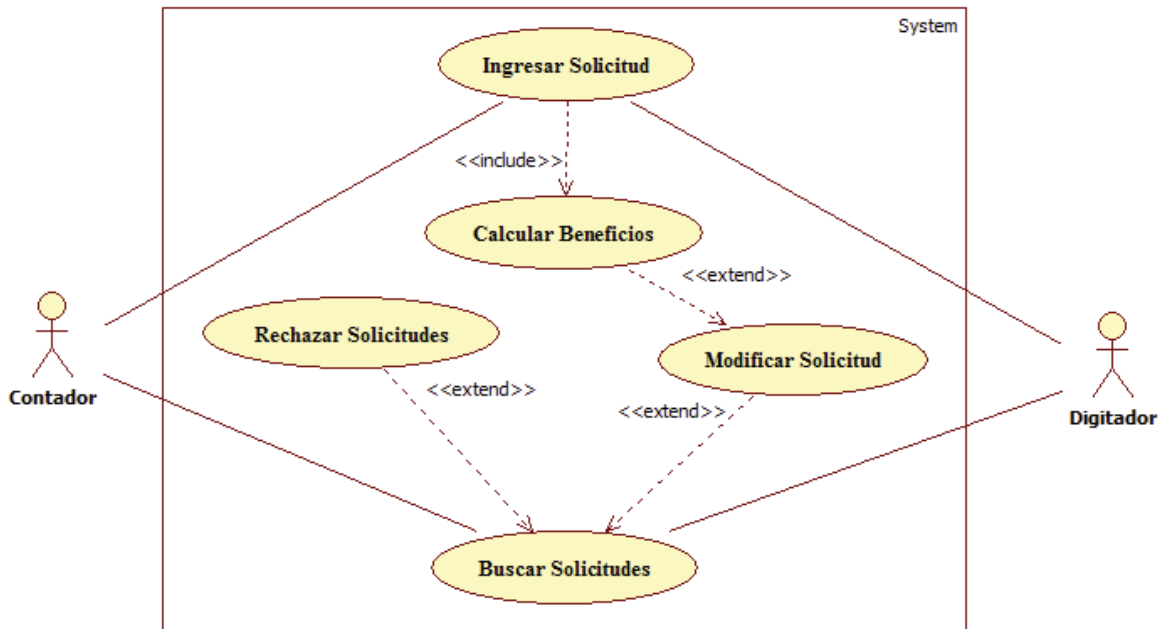 System
Ingresar Solicitud
<<include>>
Calcular Beneficios
<<extend>>
Rechazar Solicitudes
Modificar Solicitud
<<extend>>
<<extend>>
Contador
Digitador
Buscar Solicitudes